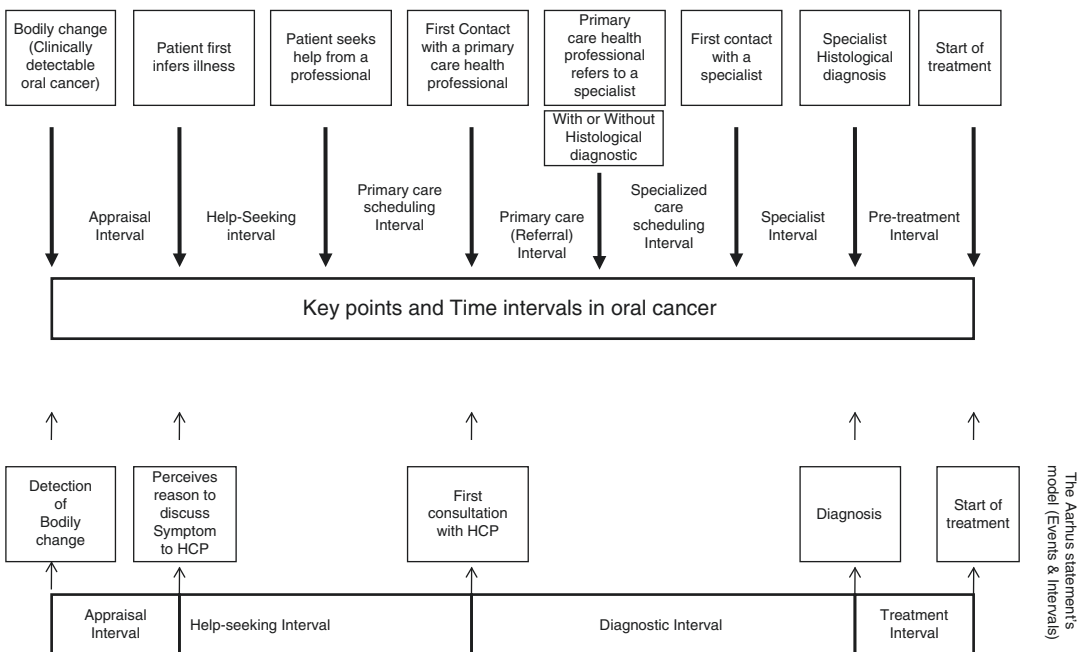 Bodily change
(Clinically
detectable
oral cancer)
Patient first
infers illness
Patient seeks
help from a
professional
First Contact
with a primary
care health
professional
Primary
care health
professional
refers to a
specialist
With or Without
Histological
diagnostic
First contact
with a
specialist
Specialist
Histological
diagnosis
Start of
treatment
Appraisal
Interval
Help-Seeking
interval
Primary care
scheduling
Interval
Primary care
(Referral)
Interval
Specialized
care
scheduling
Interval
Specialist
Interval
Pre-treatment
Interval
Key points and Time intervals in oral cancer
Detection
of
Bodily
change
Perceives
reason to
discuss
Symptom
to HCP
First
consultation
with HCP
Diagnosis
Start of
treatment
Appraisal
Interval
Help-seeking Interval
Diagnostic Interval
Treatment
Interval
The Aarhus statement's
model (Events & Intervals)